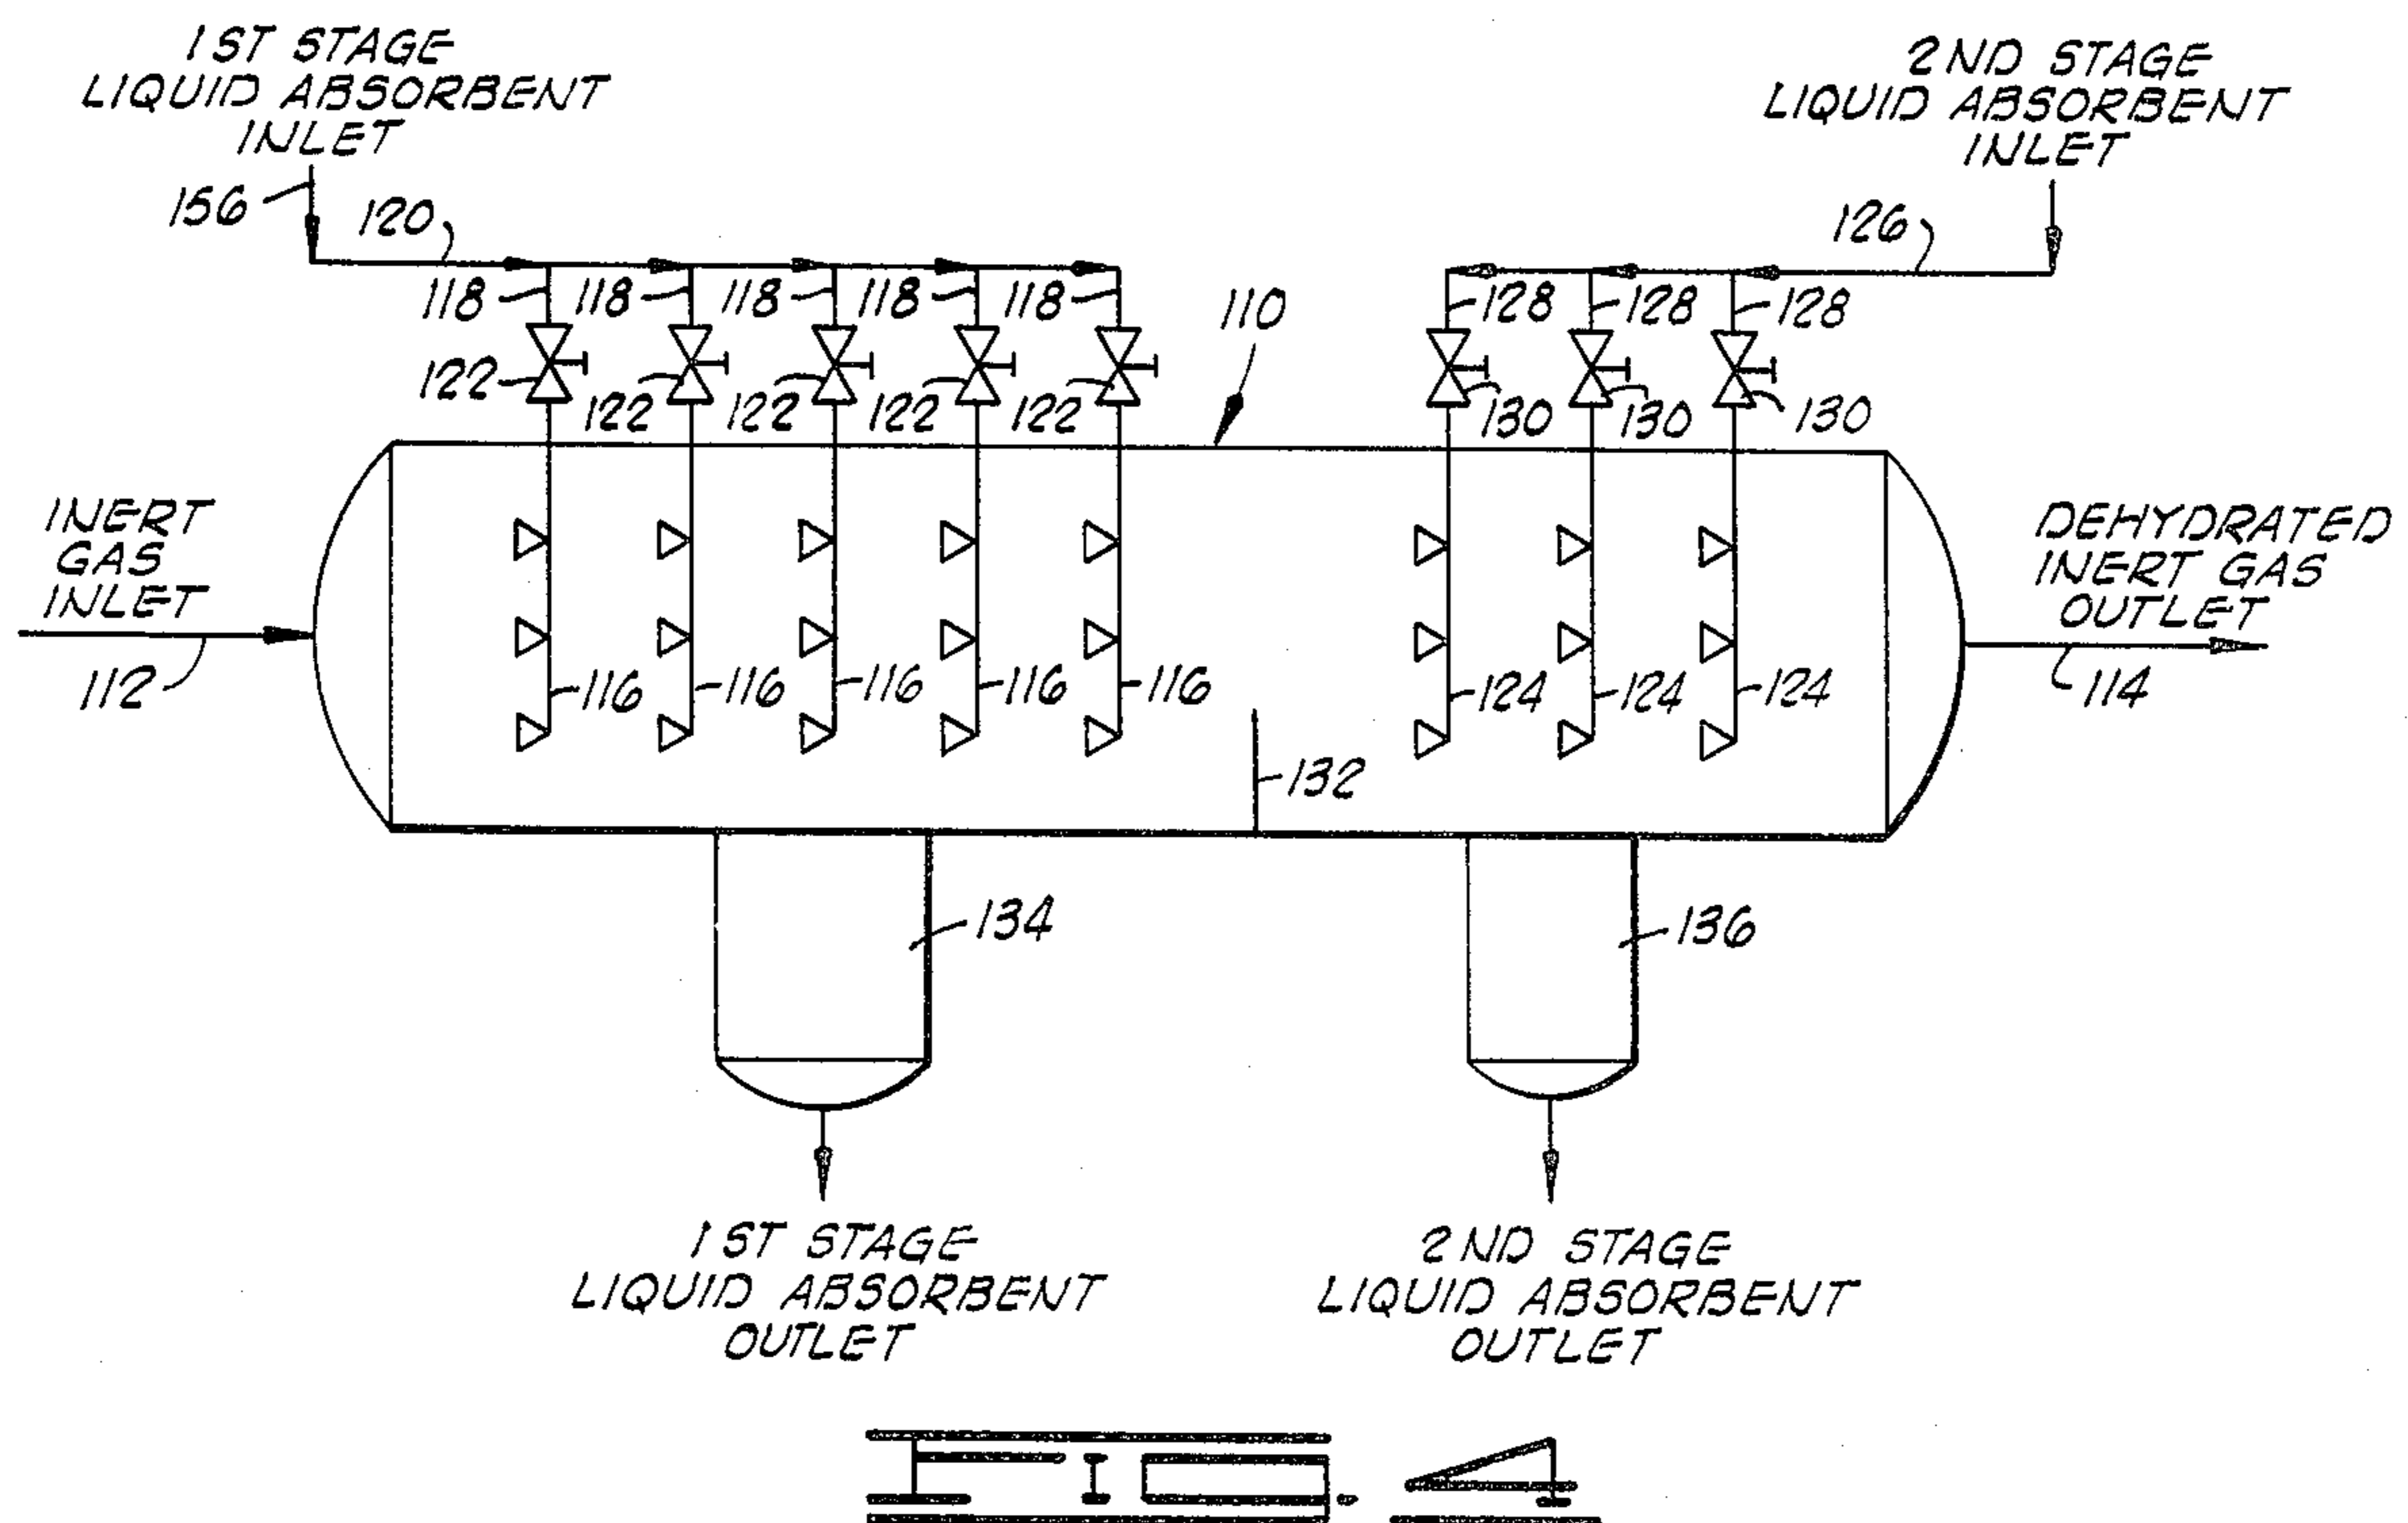 1ST STAGE
LIQUID ABSORBENT
INLET
2ND STAGE
LIQUID ABSORBENT
INLET
156
120
126
118 118 118 118 118
110
128 128 128
122 122 122 122 122
130 130 130
INERT
GAS
INLET
DEHYDRATED
INERT GAS
OUTLET
112
116 116 116 116 116
124 124 124
114
132
134
136
1ST STAGE
LIQUID ABSORBENT
OUTLET
2ND STAGE
LIQUID ABSORBENT
OUTLET
FIG. 4